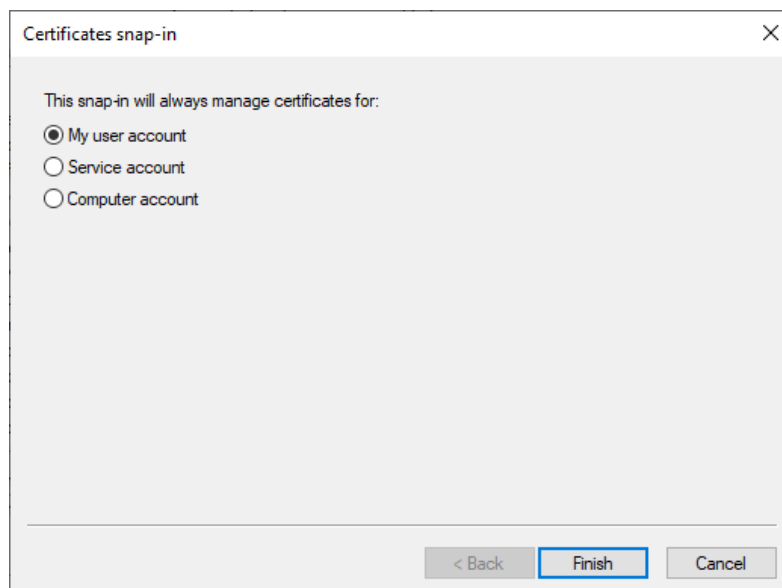 Certificates snap-in
This snap-in will always manage certificates for:
My user account
Service account
Computer account
< Back Finish Cancel